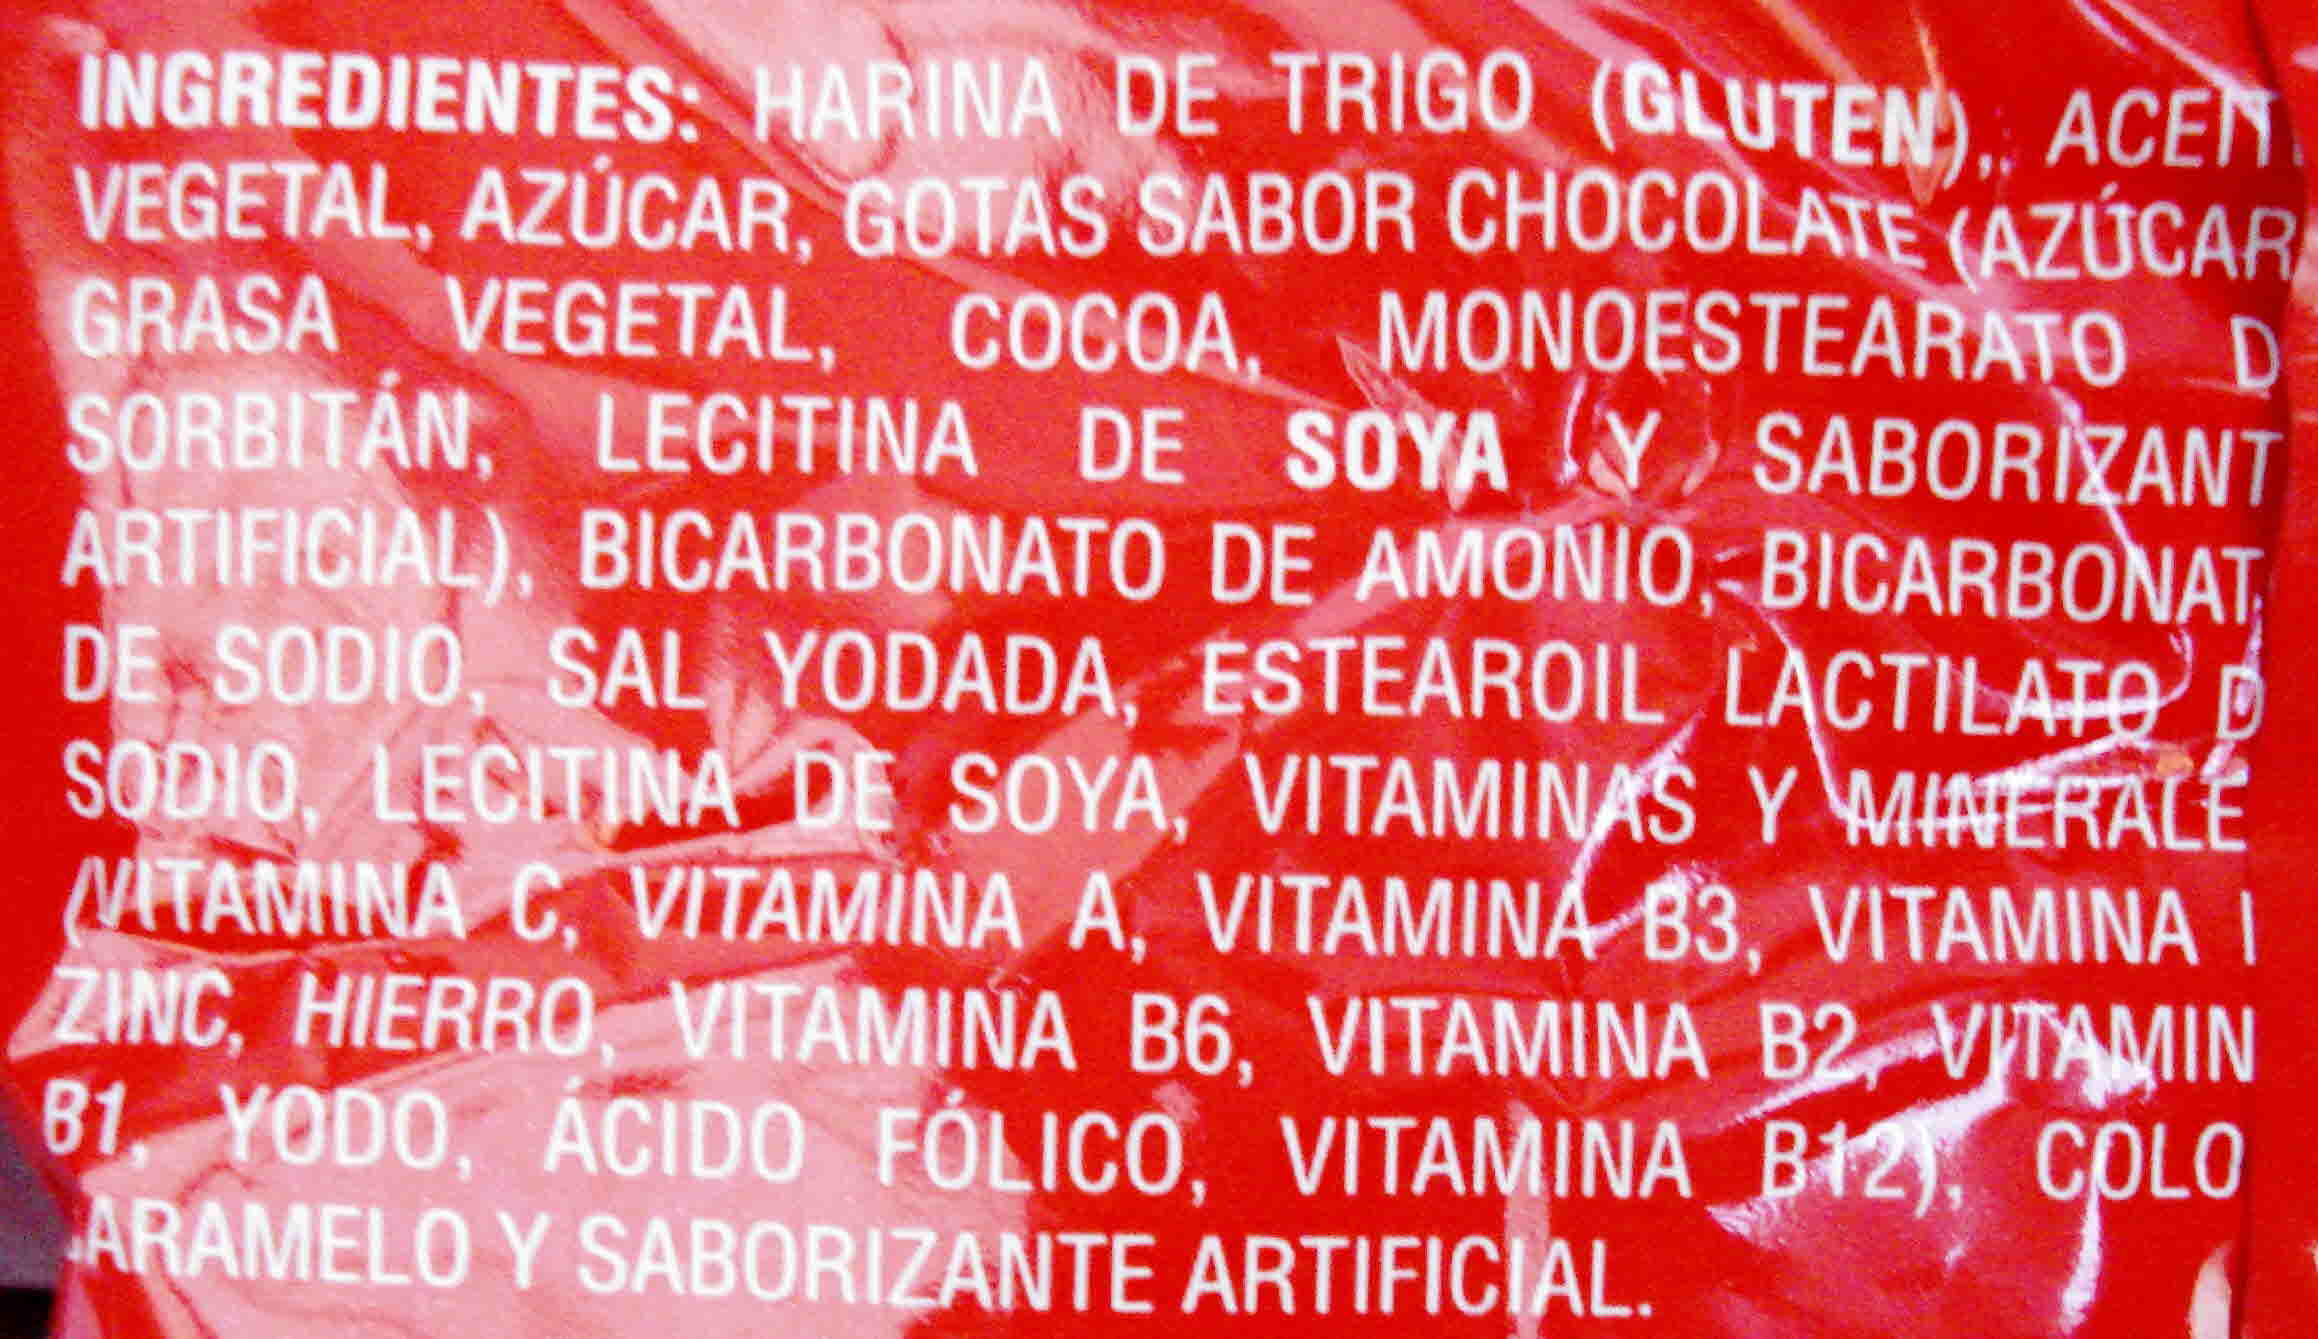 INGREDIENTES: HARINA DE TRIGO (GLUTEN),. ACEIT
VEGETAL, AZÚCAR, GOTAS SABOR CHOCOLATE (AZÚCAR
GRASA VEGETAL, COCOA, MONOESTEARATO D
SORBITÁN, LECITINA DE SOYA Y SABORIZANT
ARTIFICIAL), BICARBONATO DE AMONIO, BICARBONAT
DE SODIO, SAL YODADA, ESTEAROIL LACTILATO D
SODIO, LECITINA DE SOYA, VITAMINAS Y MINERALE
(VITAMINA C, VITAMINA A, VITAMINA B3, VITAMINA
ZINC, HIERRO, VITAMINA B6, VITAMINA B2, VITAMIN
B1, YODO, ÁCIDO FÓLICO, VITAMINA B12), COLO
ARAMELO Y SABORIZANTE ARTIFICIAL.